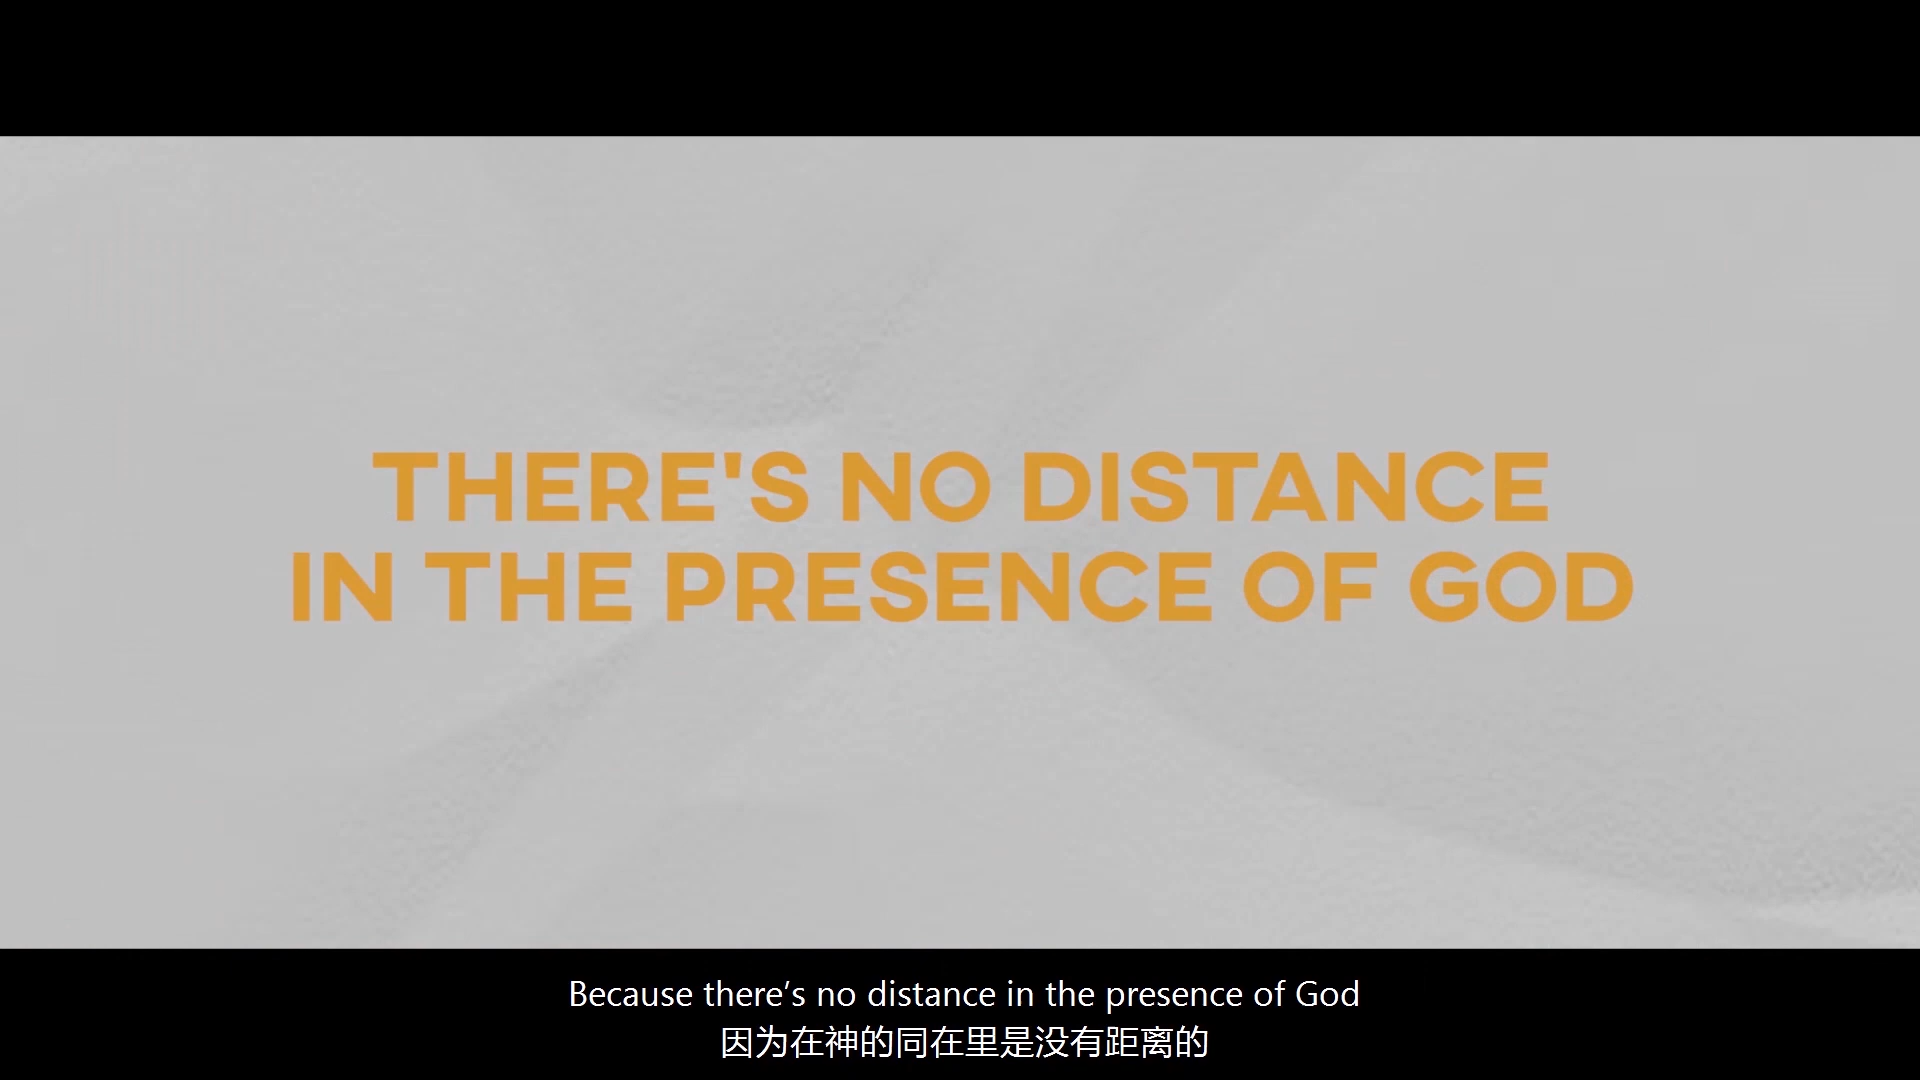 THERE'S NO DISTANCE
IN THE PRESENCE OF GOD
Because there’s no distance in the presence of God
因为在神的同在里是没有距离的